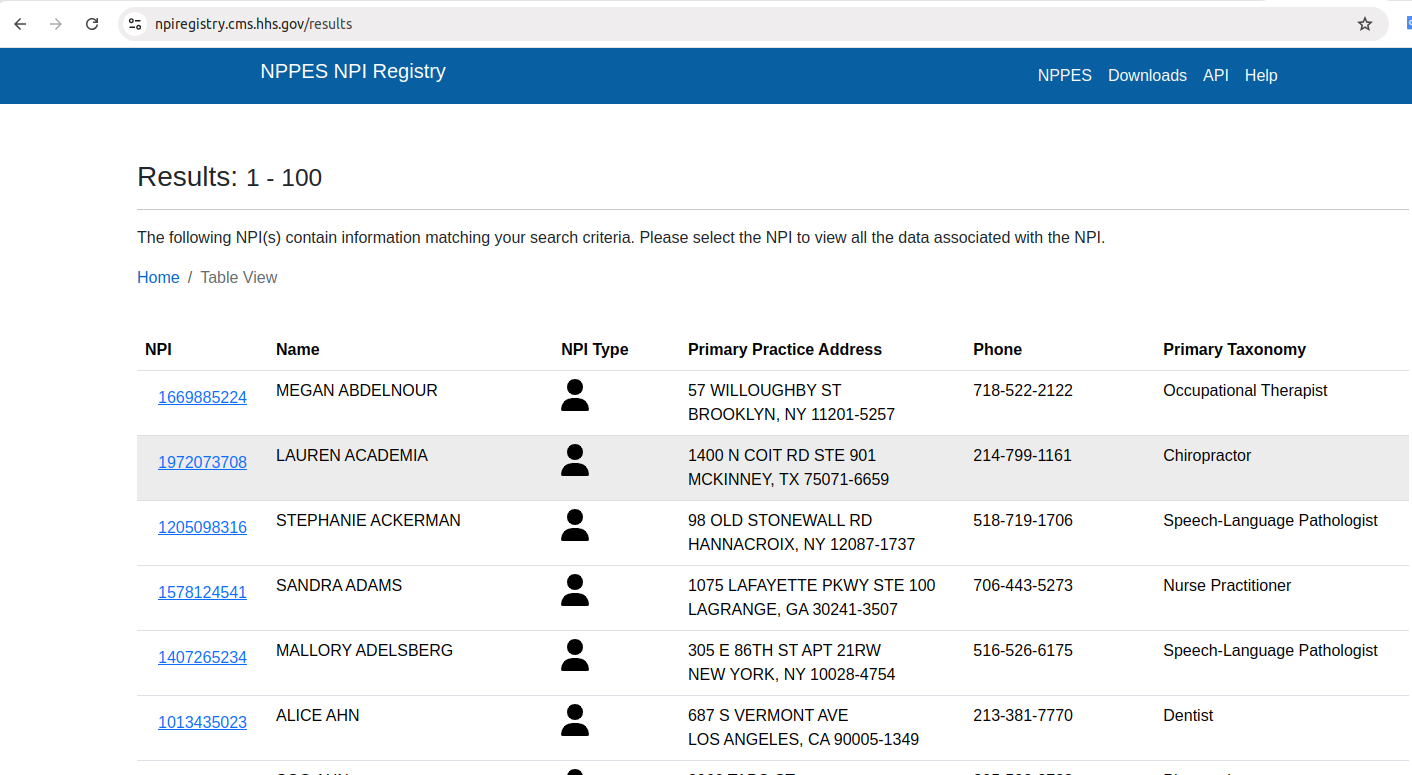 npiregistry.cms.hhs.gov/results
NPPES NPI Registry NPPES Downloads API Help
Results: 1 - 100
The following NPI(s) contain information matching your search criteria. Please select the NPI to view all the data associated with the NPI.
Home / Table View
NPI Name NPI Type Primary Practice Address Phone Primary Taxonomy
1669885224 MEGAN ABDELNOUR 57 WILLOUGHBY ST 718-522-2122 Occupational Therapist
BROOKLYN, NY 11201-5257
1972073708 LAUREN ACADEMIA 1400 N COIT RD STE 901 214-799-1161 Chiropractor
MCKINNEY, TX 75071-6659
1205098316 STEPHANIE ACKERMAN 98 OLD STONEWALL RD 518-719-1706 Speech-Language Pathologist
HANNACROIX, NY 12087-1737
1578124541 SANDRA ADAMS 1075 LAFAYETTE PKWY STE 100 706-443-5273 Nurse Practitioner
LAGRANGE, GA 30241-3507
1407265234 MALLORY ADELSBERG 305 E 86TH ST APT 21RW 516-526-6175 Speech-Language Pathologist
NEW YORK, NY 10028-4754
1013435023 ALICE AHN 687 S VERMONT AVE 213-381-7770 Dentist
LOS ANGELES, CA 90005-1349